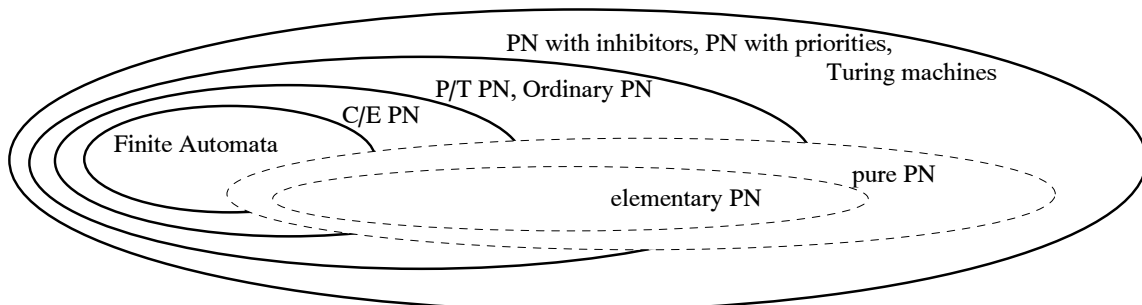 PN with inhibitors, PN with priorities,
Turing machines
P/T PN, Ordinary PN
C/E PN
Finite Automata
pure PN
elementary PN